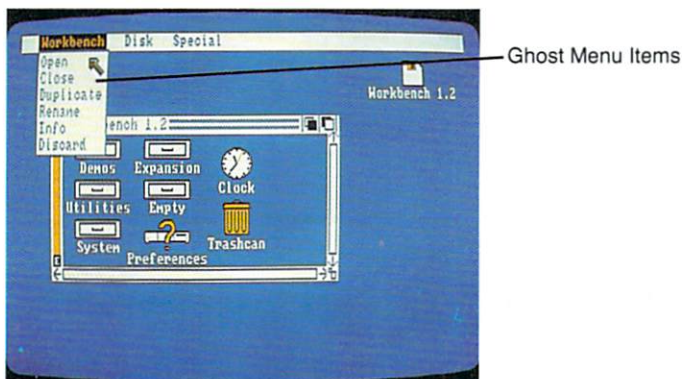 Workbench Disk Special
Open
Close
Duplicate
Rename
Info
Discard
Ghost Menu Items
Workbench 1.2
bench 1.2
Demos Expansion Clock
Utilities Empty
System Preferences Trashcan